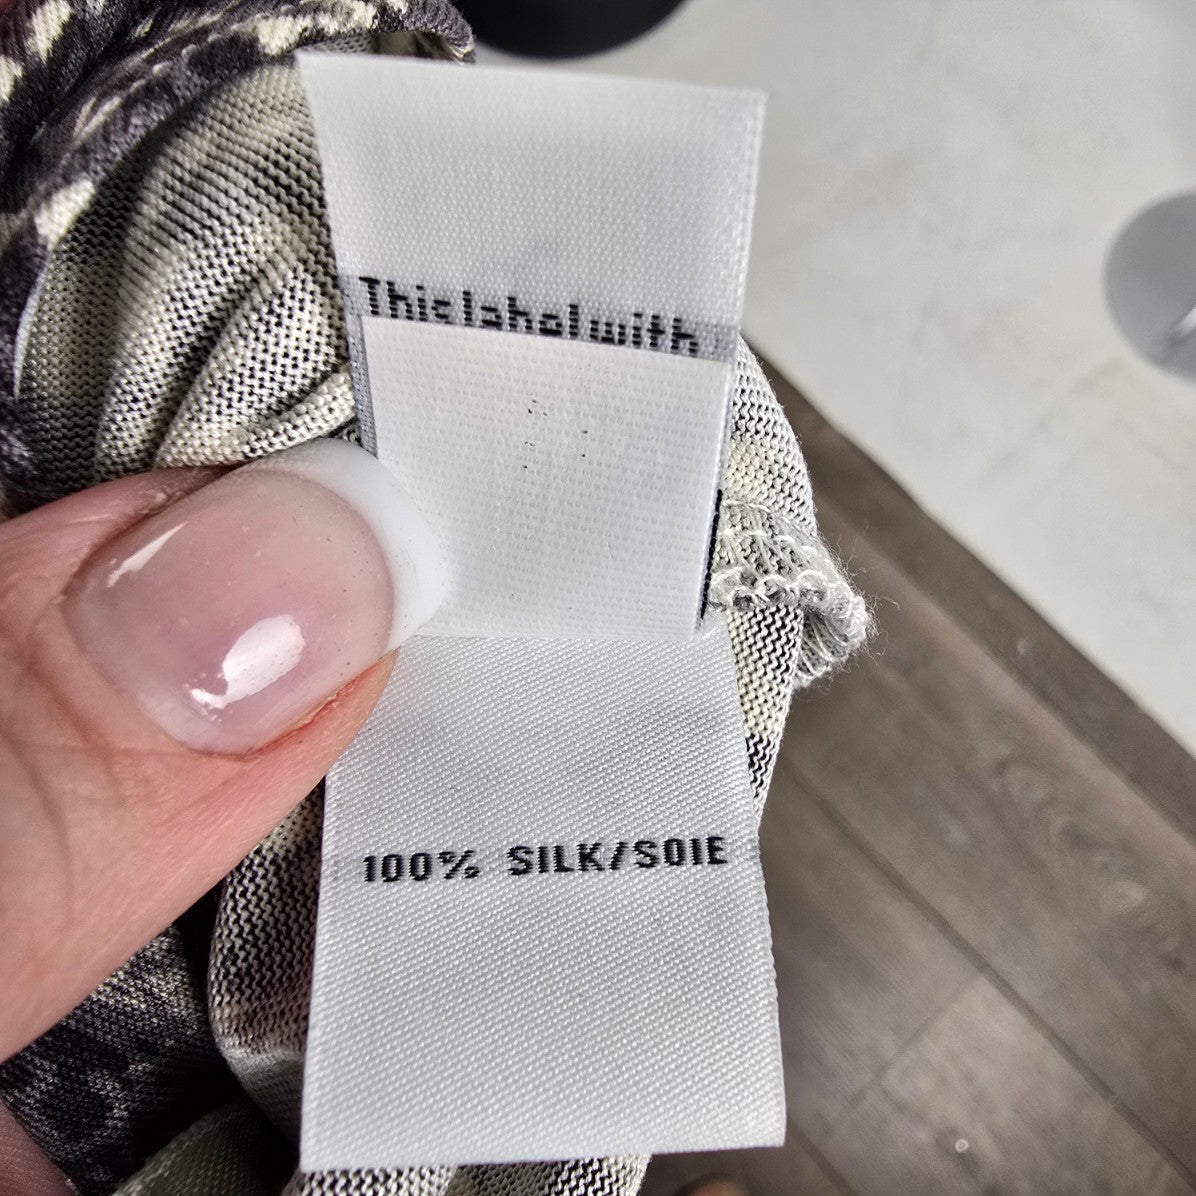 This label with
100% SILK/SOIE